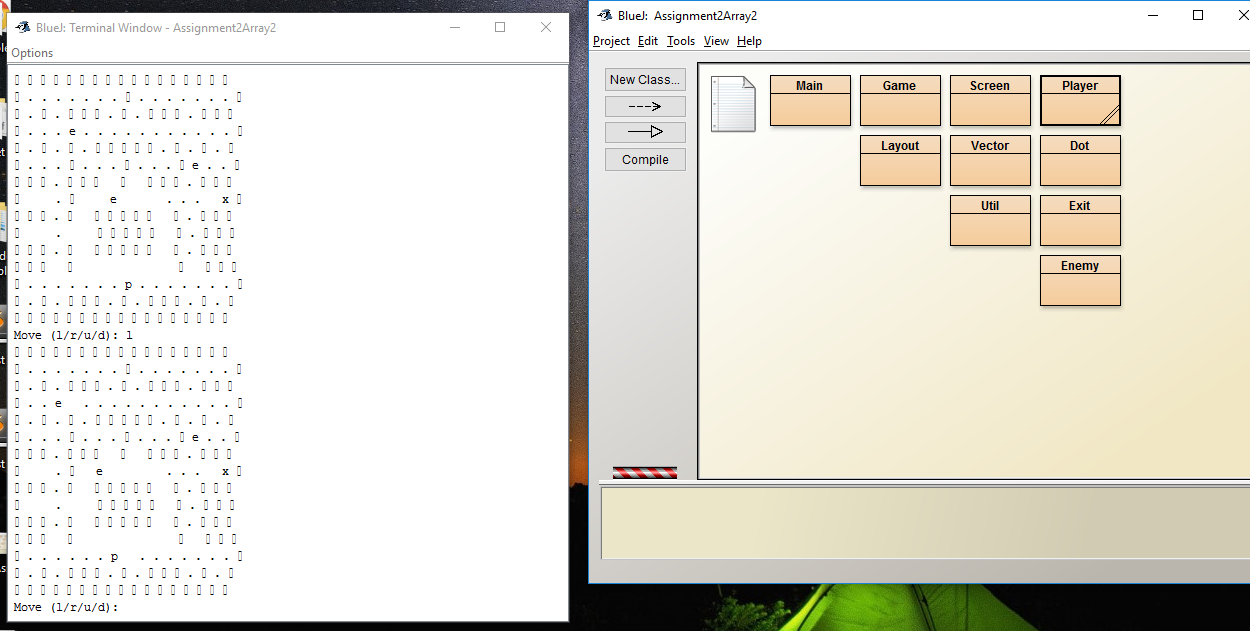 BlueJ: Terminal Window - Assignment2Array2
Options
▯ ▯ ▯ ▯ ▯ ▯ ▯ ▯ ▯ ▯ ▯ ▯ ▯ ▯ ▯ ▯ ▯
▯ . . . . . . . ▯ . . . . . . . ▯
▯ . ▯ . ▯ ▯ ▯ . ▯ . ▯ ▯ ▯ . ▯ ▯ ▯
▯ . . . e . . . . . . . . . . . ▯
▯ . ▯ . ▯ ▯ ▯ ▯ ▯ ▯ . ▯ . ▯ . ▯
▯ . . . ▯ . . . ▯ . . . ▯ e . . ▯
▯ ▯ ▯ . ▯ ▯ ▯   ▯   ▯ ▯ ▯ . ▯ ▯ ▯
▯     . ▯     e       . . .   x ▯
▯ ▯ ▯ . ▯   ▯ ▯ ▯ ▯ ▯   ▯ . ▯ ▯ ▯
▯     .     ▯ ▯ ▯ ▯ ▯   ▯ . ▯ ▯ ▯
▯ ▯ ▯ . ▯   ▯ ▯ ▯ ▯ ▯   ▯ . ▯ ▯ ▯
▯ ▯ ▯   ▯               ▯   ▯ ▯ ▯
▯ . . . . . . . p . . . . . . . ▯
▯ . ▯ . ▯ ▯ ▯ . ▯ . ▯ ▯ ▯ . ▯ . ▯
▯ ▯ ▯ ▯ ▯ ▯ ▯ ▯ ▯ ▯ ▯ ▯ ▯ ▯ ▯ ▯ ▯
Move (l/r/u/d): l
▯ ▯ ▯ ▯ ▯ ▯ ▯ ▯ ▯ ▯ ▯ ▯ ▯ ▯ ▯ ▯ ▯
▯ . . . . . . . ▯ . . . . . . . ▯
▯ . ▯ . ▯ ▯ ▯ . ▯ . ▯ ▯ ▯ . ▯ ▯ ▯
▯ . . e   . . . . . . . . . . . ▯
▯ . ▯ . ▯ . ▯ ▯ ▯ ▯ ▯ . ▯ . ▯ . ▯
▯ . . . ▯ . . . ▯ . . . ▯ e . . ▯
▯ ▯ ▯ . ▯ ▯ ▯   ▯   ▯ ▯ ▯ . ▯ ▯ ▯
▯     . ▯   e         . . .   x ▯
▯ ▯ ▯ . ▯   ▯ ▯ ▯ ▯ ▯   ▯ . ▯ ▯ ▯
▯     .     ▯ ▯ ▯ ▯ ▯   ▯ . ▯ ▯ ▯
▯ ▯ ▯ . ▯   ▯ ▯ ▯ ▯ ▯   ▯ . ▯ ▯ ▯
▯ ▯ ▯   ▯               ▯   ▯ ▯ ▯
▯ . . . . . . p   . . . . . . . ▯
▯ . ▯ . ▯ ▯ ▯ . ▯ . ▯ ▯ ▯ . ▯ . ▯
▯ ▯ ▯ ▯ ▯ ▯ ▯ ▯ ▯ ▯ ▯ ▯ ▯ ▯ ▯ ▯ ▯
Move (l/r/u/d):
BlueJ: Assignment2Array2
Project Edit Tools View Help
New Class...
Compile
Main Game Screen Player
Layout Vector Dot
Util Exit
Enemy